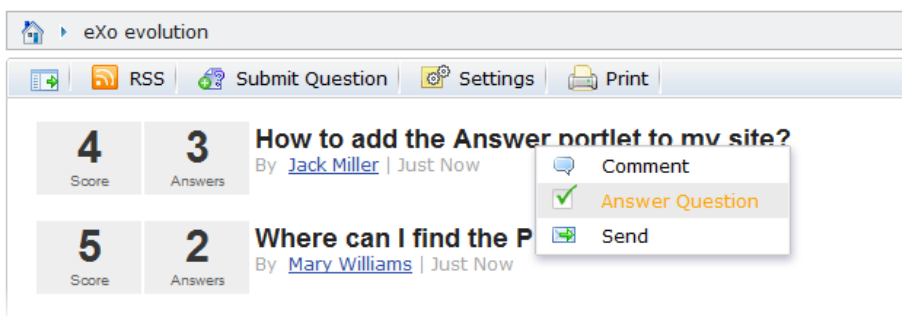 eXo evolution
RSS Submit Question Settings Print
4 3 How to add the Answer portlet to my site?
Score Answers By Jack Miller | Just Now
Comment
Answer Question
Send
5 2 Where can I find the P
Score Answers By Mary Williams | Just Now